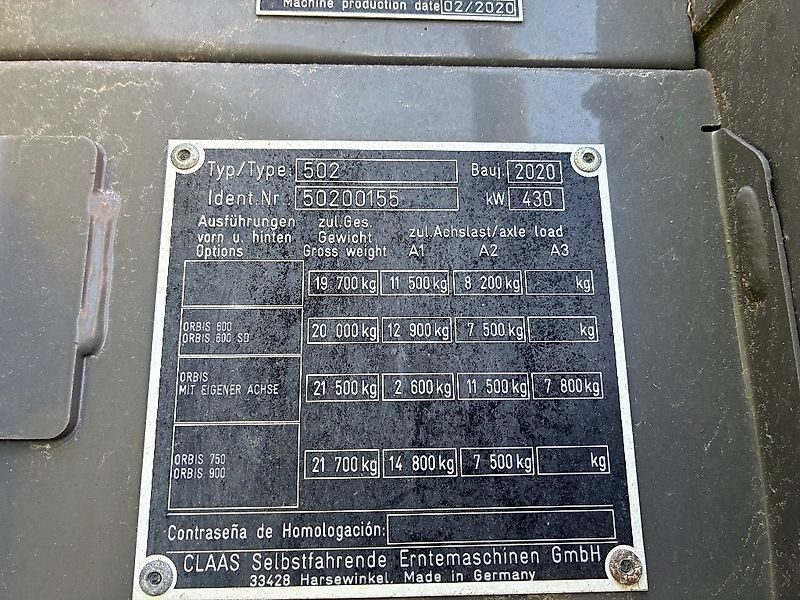 Machine production date 02/2020
Typ/Type: 502 Bauj. 2020
Ident.Nr.: 50200155 kW 430
Ausführungen zul.Ges. zul.Achslast/axle load
vorn u. hinten Gewicht
Options Gross weight A1 A2 A3
19 700 kg 11 500 kg 8 200 kg kg
ORBIS 600
ORBIS 600 SD 20 000 kg 12 900 kg 7 500 kg kg
ORBIS
MIT EIGENER ACHSE 21 500 kg 2 600 kg 11 500 kg 7 800 kg
ORBIS 750
ORBIS 900 21 700 kg 14 800 kg 7 500 kg kg
Contraseña de Homologación:
CLAAS Selbstfahrende Erntemaschinen GmbH
33428 Harsewinkel. Made in Germany